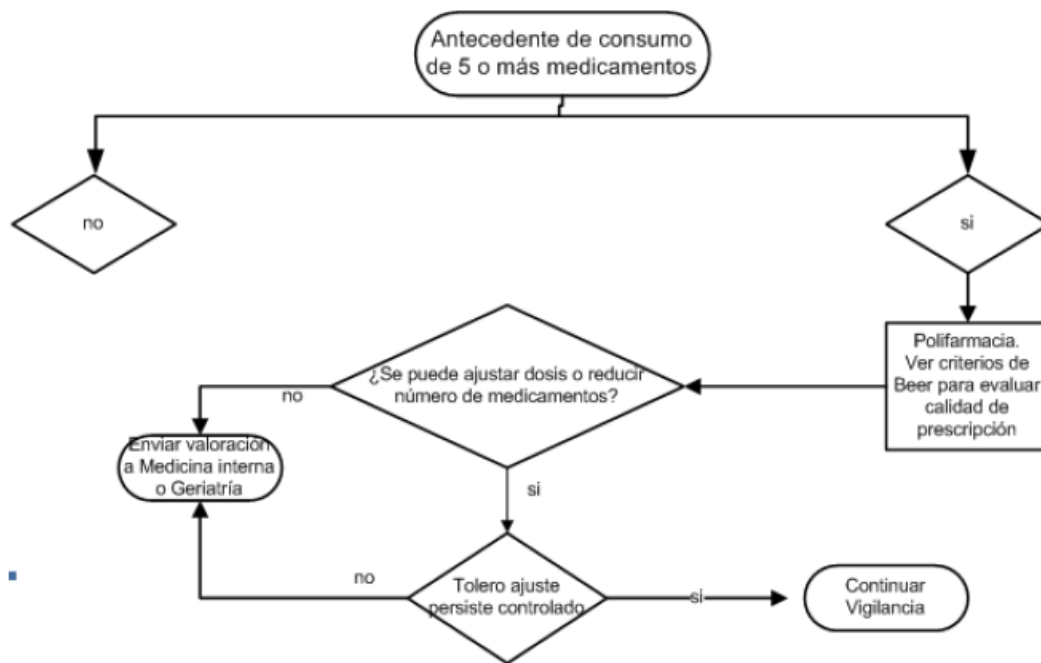 Antecedente de consumo
de 5 o más medicamentos
no
si
Polifarmacia.
Ver criterios de
Beer para evaluar
calidad de
prescripción
¿Se puede ajustar dosis o reducir
número de medicamentos?
no
Enviar valoración
a Medicina interna
o Geriatría
si
no
Tolero ajuste
persiste controlado
si
Continuar
Vigilancia